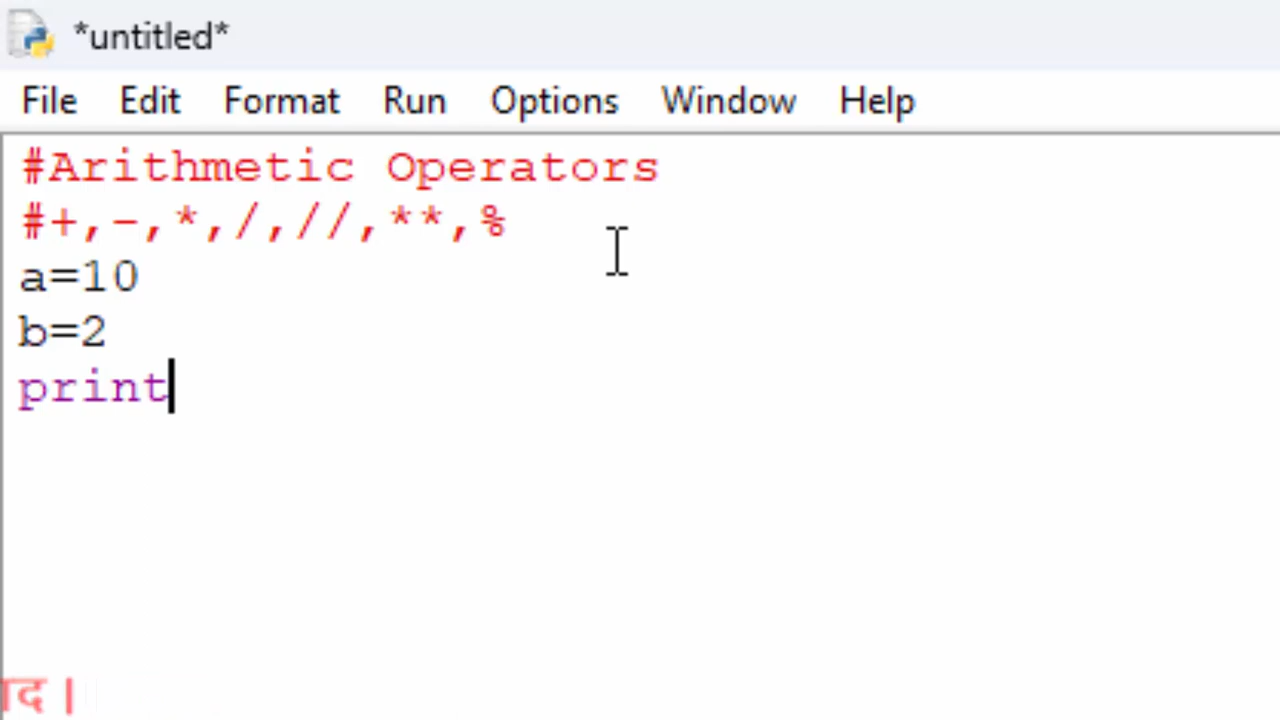 *untitled*
File Edit Format Run Options Window Help
#Arithmetic Operators
#+,-,*,/,//,**,%
a=10
b=2
print